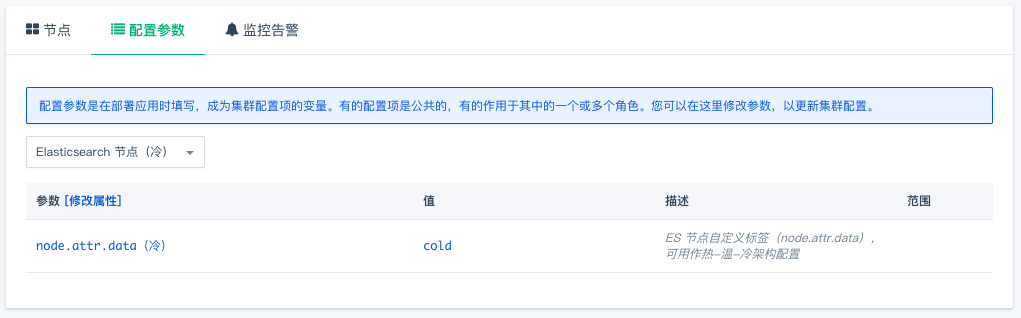 节点 配置参数 监控告警
配置参数是在部署应用时填写，成为集群配置项的变量。有的配置项是公共的，有的作用于其中的一个或多个角色。您可以在这里修改参数，以更新集群配置。
Elasticsearch 节点（冷）
参数 [修改属性] 值 描述 范围
node.attr.data（冷） cold ES 节点自定义标签（node.attr.data），
可用作热–温–冷架构配置